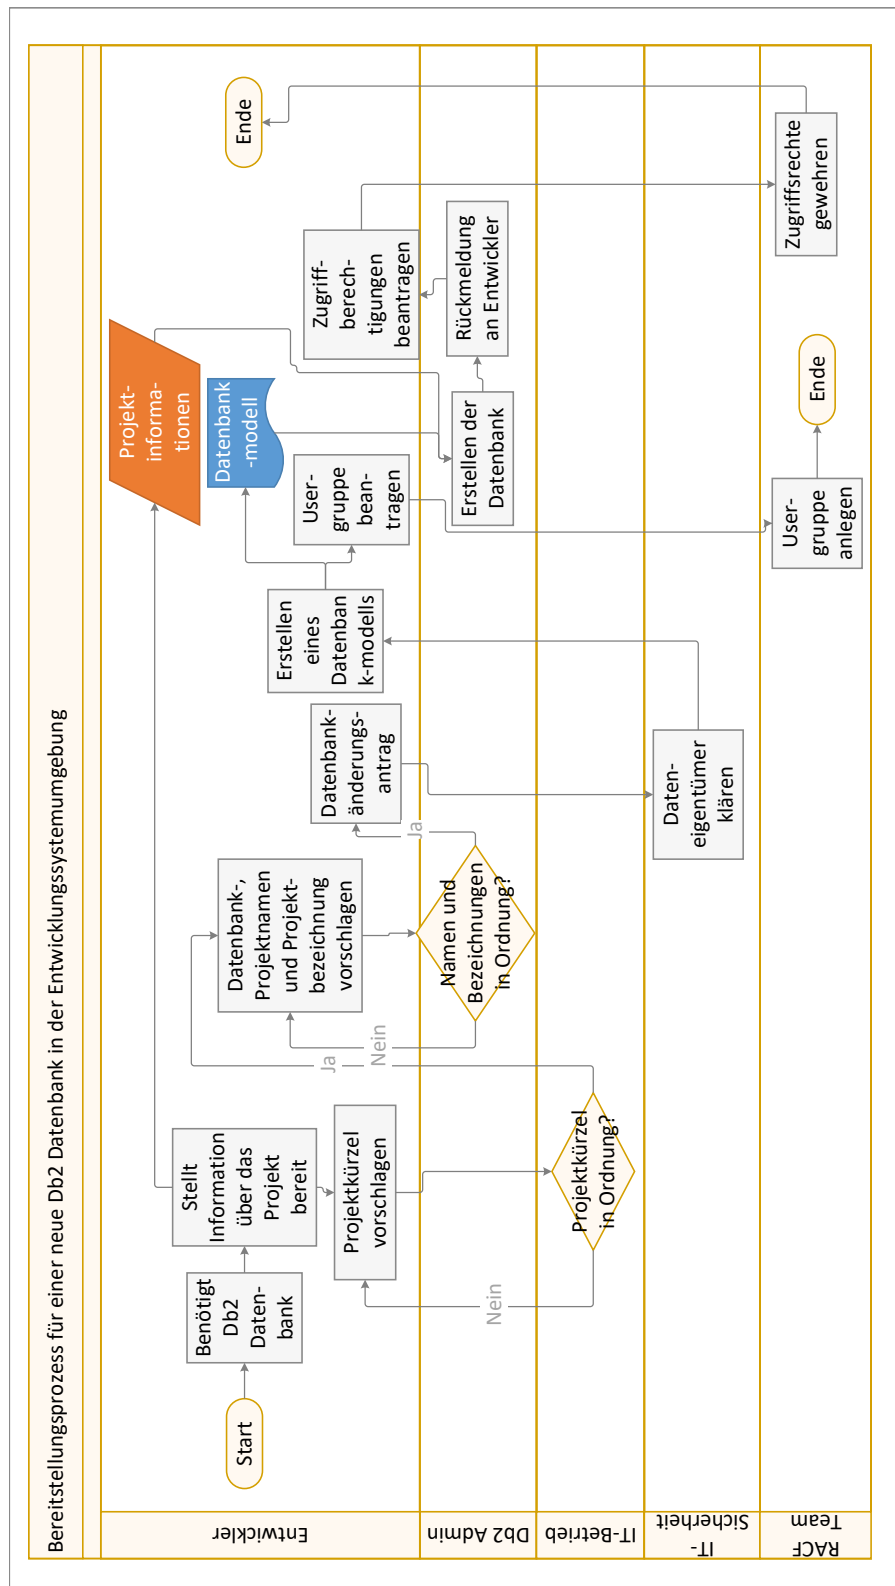 Bereitstellungsprozess für einer neue Db2 Datenbank in der Entwicklungssystemumgebung
Entwickler
Start
Benötigt
Db2
Daten-
bank
Stellt
Information
über das
Projekt
bereit
Projektkürzel
vorschlagen
Datenbank-,
Projektnamen
und Projekt-
bezeichnung
vorschlagen
Datenbank-
änderungs-
antrag
Erstellen
eines
Datenban
k-modells
User-
gruppe
bean-
tragen
Projekt-
informa-
tionen
Datenbank
-modell
Zugriff-
berech-
tigungen
beantragen
Ende
Db2 Admin
Nein
Ja
Namen und
Bezeichnungen
in Ordnung?
Ja
Erstellen der
Datenbank
Rückmeldung
an Entwickler
IT-Betrieb
Nein
Projektkürzel
in Ordnung?
IT-
Sicherheit
Daten-
eigentümer
klären
RACF
Team
User-
gruppe
anlegen
Ende
Zugriffsrechte
gewehren